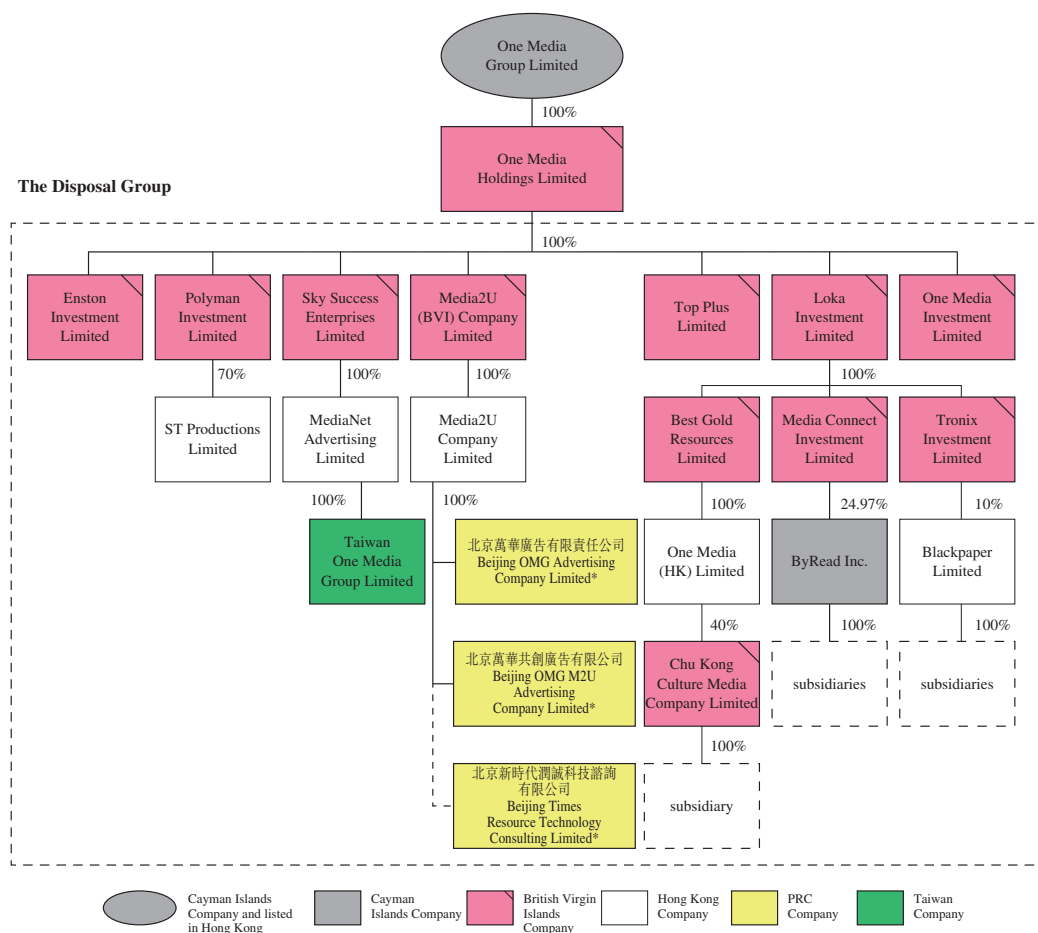 One Media
Group Limited
100%
One Media
Holdings Limited
The Disposal Group
100%
Enston
Investment
Limited
Polyman
Investment
Limited
Sky Success
Enterprises
Limited
Media2U
(BVI) Company
Limited
Top Plus
Limited
Loka
Investment
Limited
One Media
Investment
Limited
70%
100%
100%
100%
ST Productions
Limited
MediaNet
Advertising
Limited
Media2U
Company
Limited
Best Gold
Resources
Limited
Media Connect
Investment
Limited
Tronix
Investment
Limited
100%
100%
100%
24.97%
10%
Taiwan
One Media
Group Limited
北京萬華廣告有限責任公司
Beijing OMG Advertising
Company Limited*
One Media
(HK) Limited
ByRead Inc.
Blackpaper
Limited
40%
100%
100%
北京萬華共創廣告有限公司
Beijing OMG M2U
Advertising
Company Limited*
Chu Kong
Culture Media
Company Limited
subsidiaries
subsidiaries
100%
北京新時代潤誠科技諮詢
有限公司
Beijing Times
Resource Technology
Consulting Limited*
subsidiary
Cayman Islands
Company and listed
in Hong Kong
Cayman
Islands Company
British Virgin
Islands
Company
Hong Kong
Company
PRC
Company
Taiwan
Company